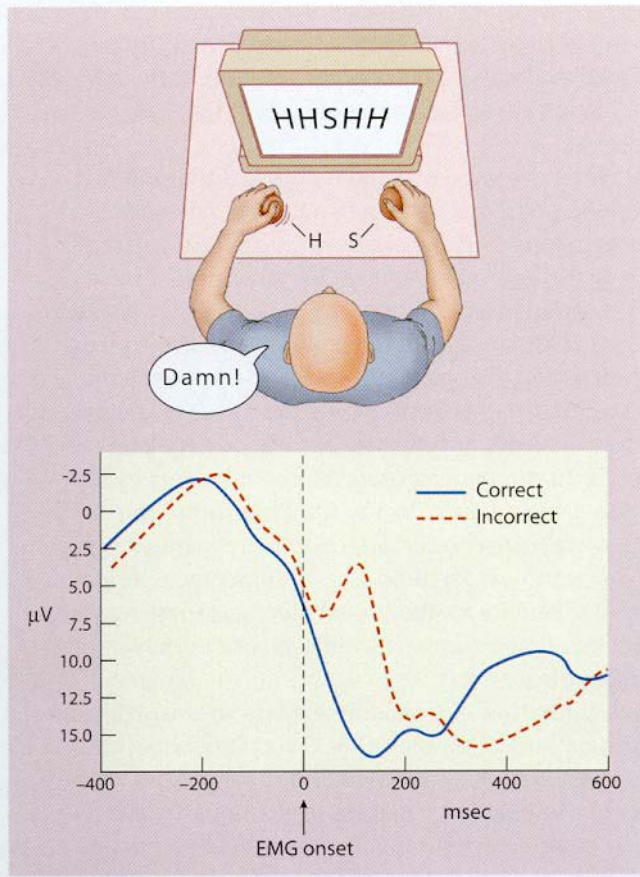 HHSHH
H S
Damn!
-2.5
0
2.5
5.0
7.5
10.0
12.5
15.0
μV
Correct
Incorrect
-400 -200 0 200 400 600
msec
EMG onset